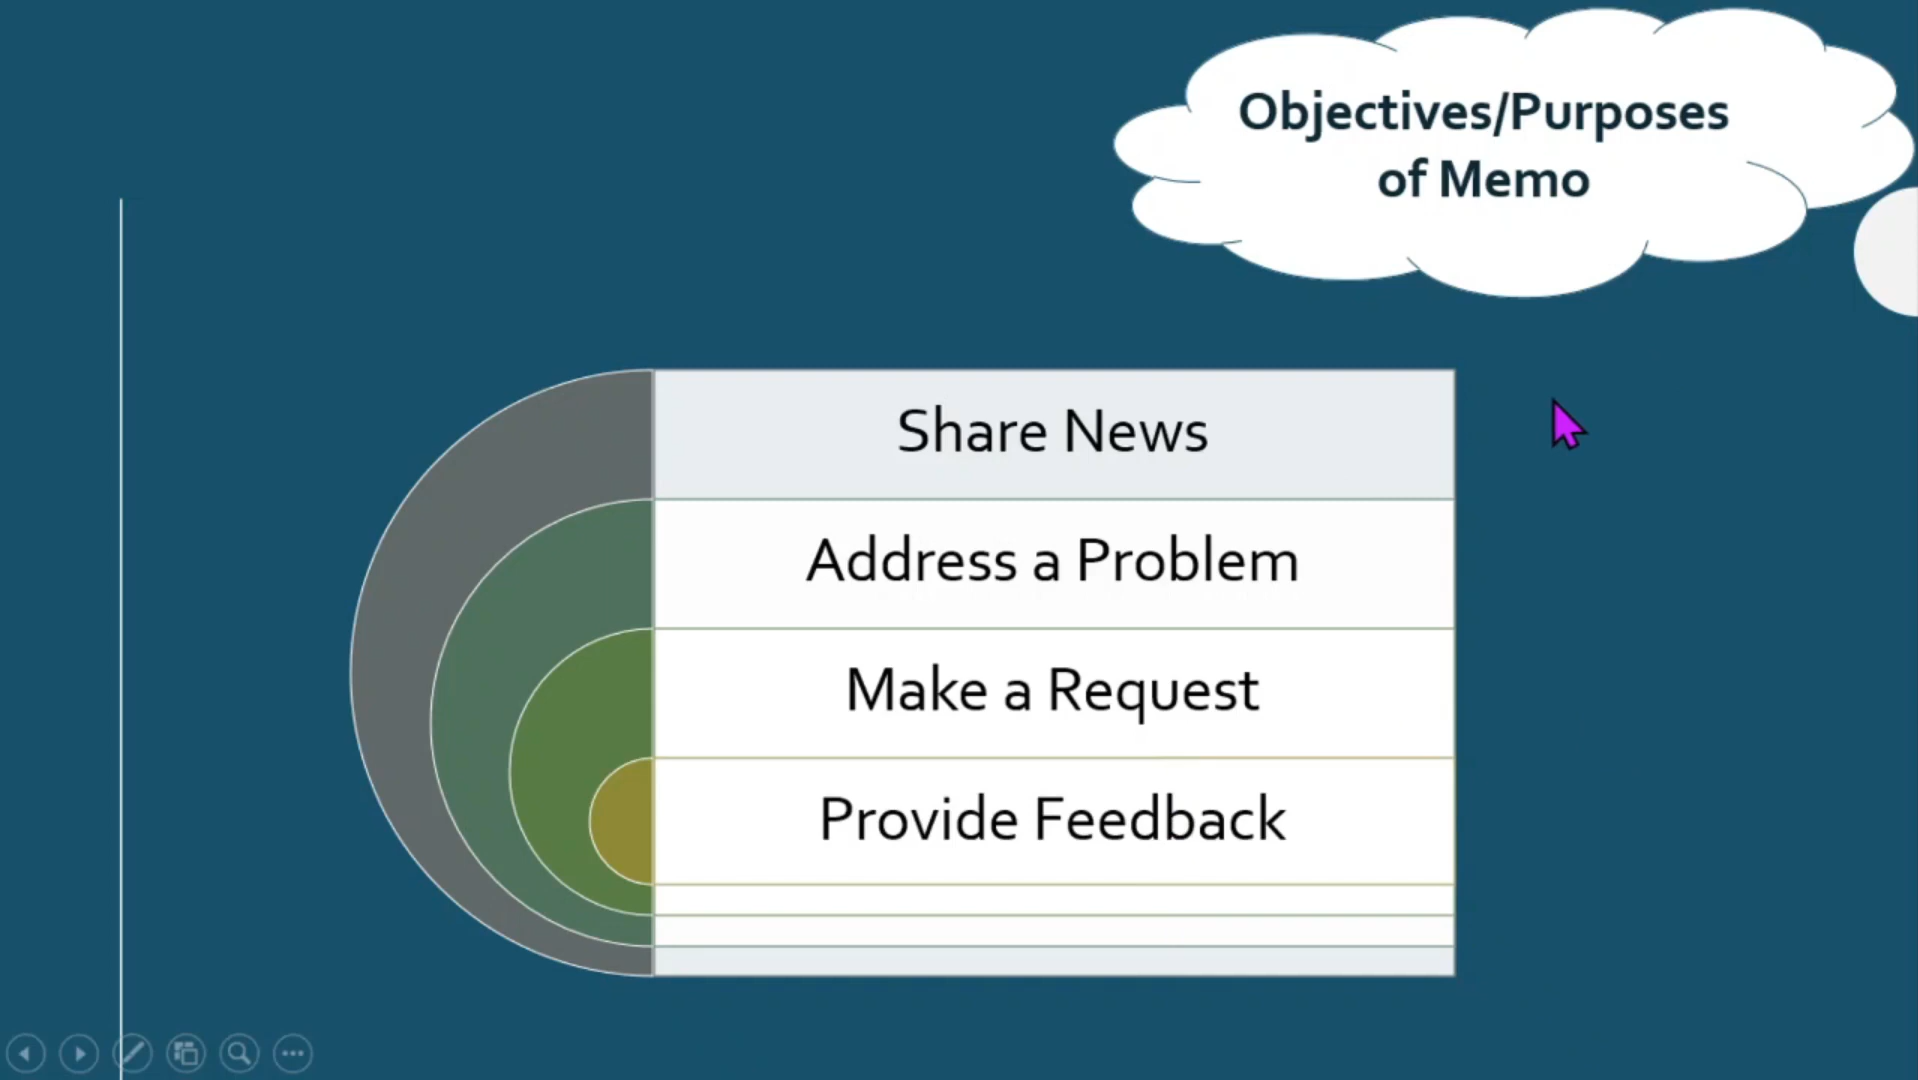 Objectives/Purposes
of Memo
Share News
Address a Problem
Make a Request
Provide Feedback